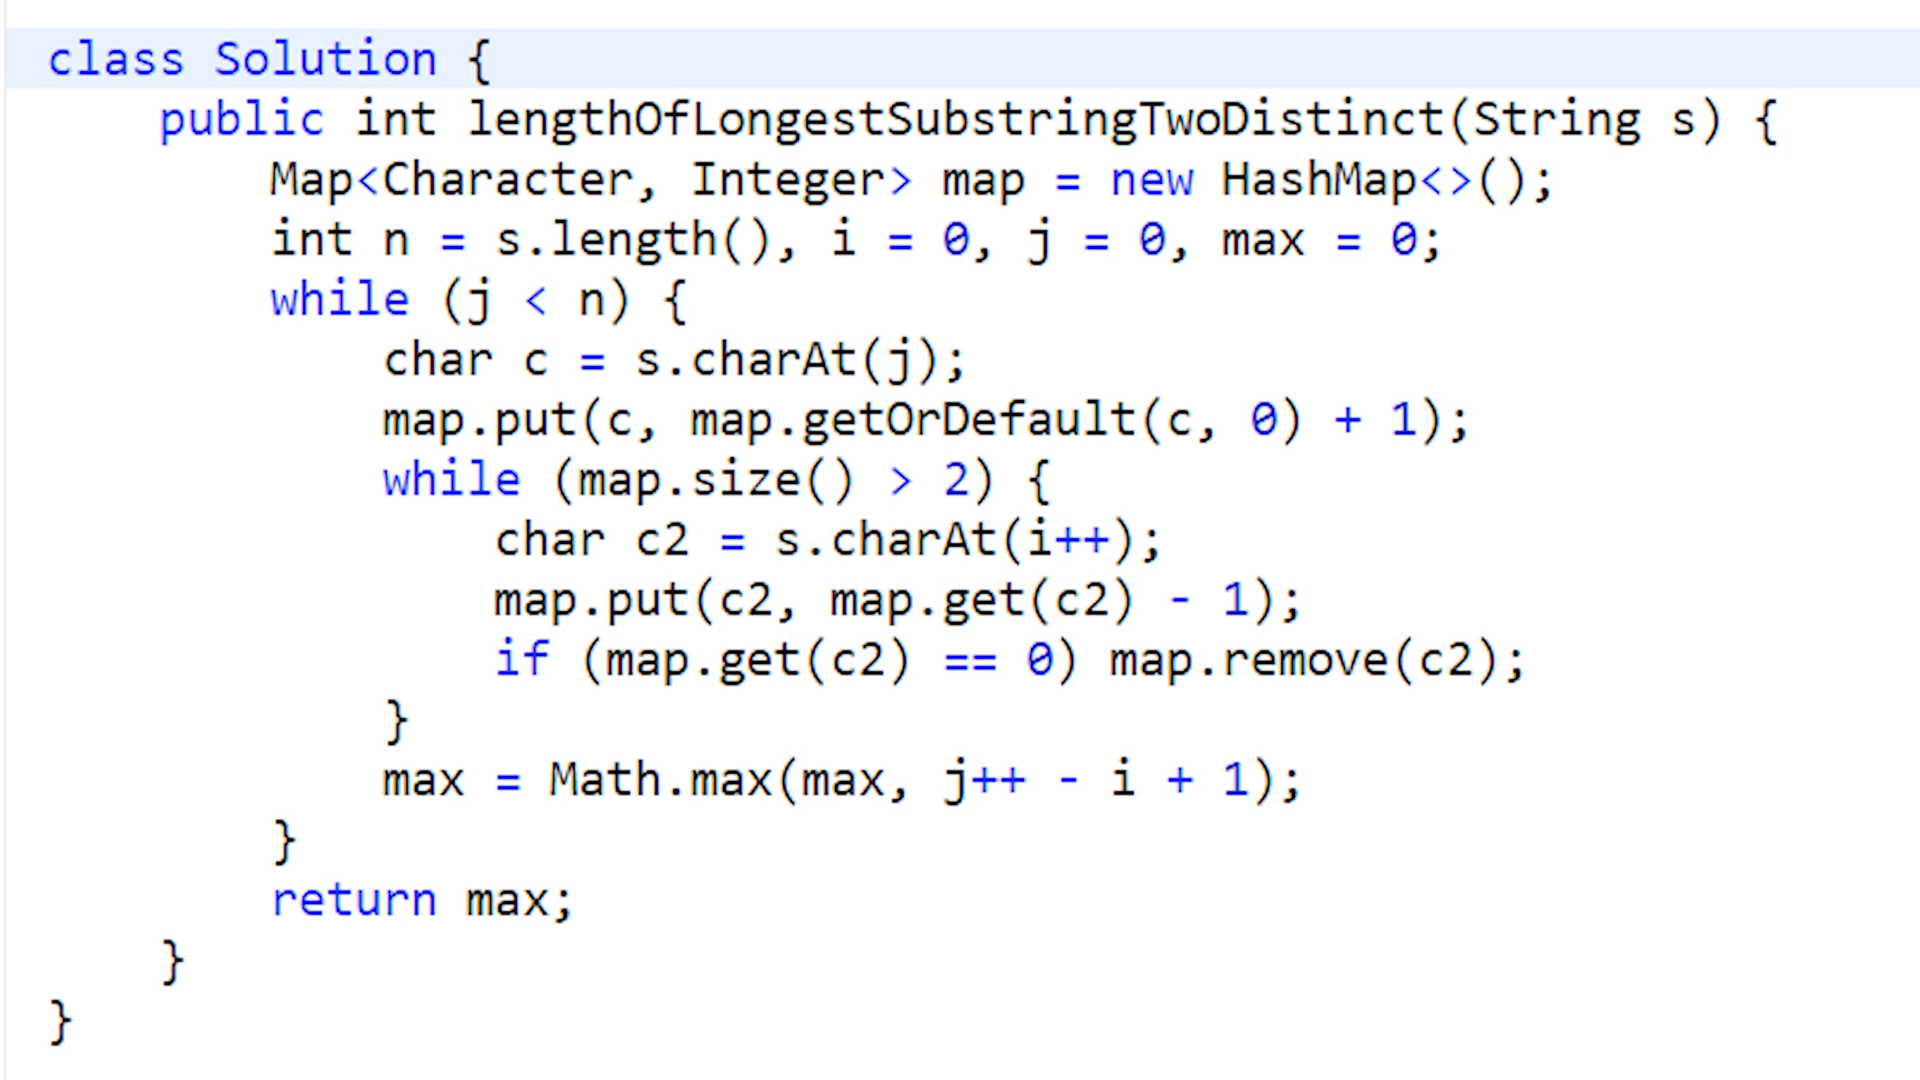 class Solution {
    public int lengthOfLongestSubstringTwoDistinct(String s) {
        Map<Character, Integer> map = new HashMap<>();
        int n = s.length(), i = 0, j = 0, max = 0;
        while (j < n) {
            char c = s.charAt(j);
            map.put(c, map.getOrDefault(c, 0) + 1);
            while (map.size() > 2) {
                char c2 = s.charAt(i++);
                map.put(c2, map.get(c2) - 1);
                if (map.get(c2) == 0) map.remove(c2);
            }
            max = Math.max(max, j++ - i + 1);
        }
        return max;
    }
}